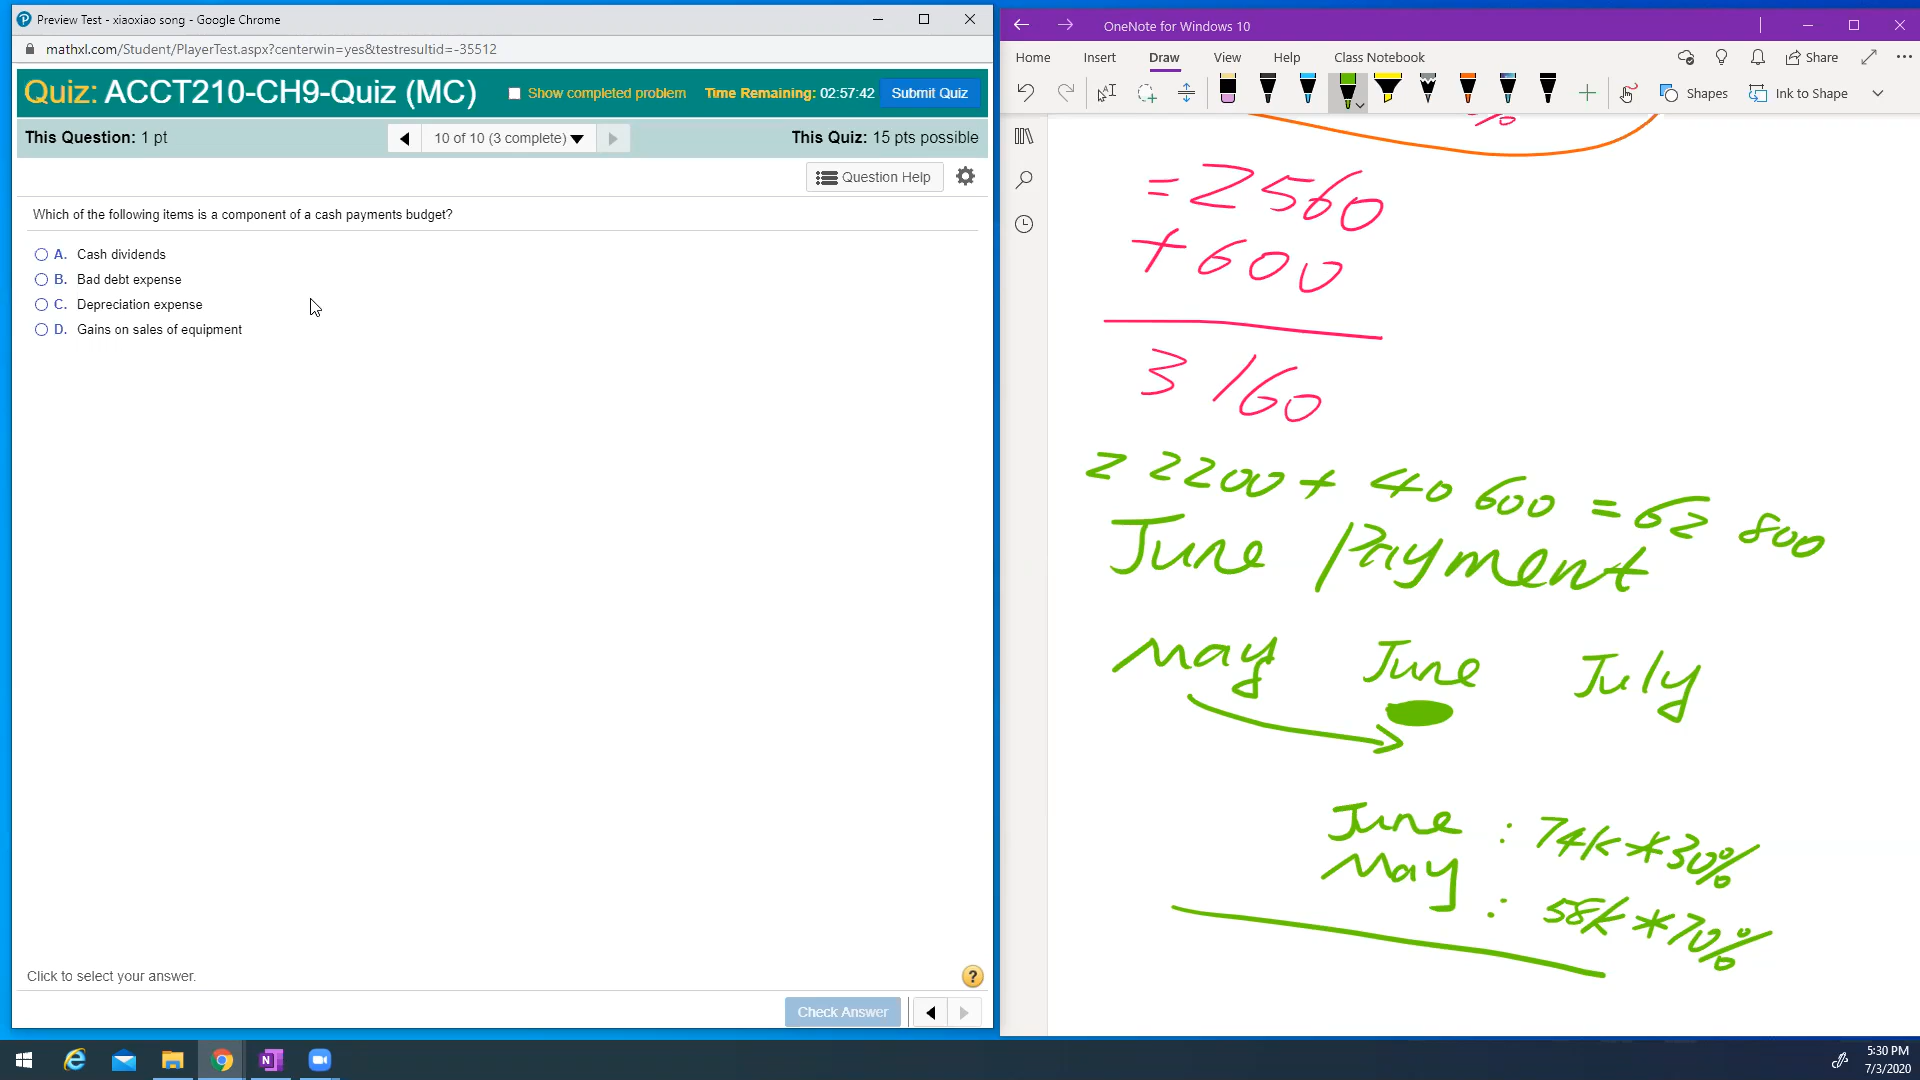 Preview Test - xiaoxiao song - Google Chrome
mathxl.com/Student/PlayerTest.aspx?centerwin=yes&testresultid=-35512
Quiz: ACCT210-CH9-Quiz (MC)
Show completed problem
Time Remaining: 02:57:42
Submit Quiz
This Question: 1 pt
10 of 10 (3 complete)
This Quiz: 15 pts possible
Question Help
Which of the following items is a component of a cash payments budget?
A. Cash dividends
B. Bad debt expense
C. Depreciation expense
D. Gains on sales of equipment
Click to select your answer.
?
Check Answer
OneNote for Windows 10
Home Insert Draw View Help Class Notebook
Share
Shapes
Ink to Shape
%
= 2560
+ 600
3160
22200 + 40 600 = 62 800
June Payment
May June July
June : 74k * 30%
May : 58k * 70%
5:30 PM
7/3/2020